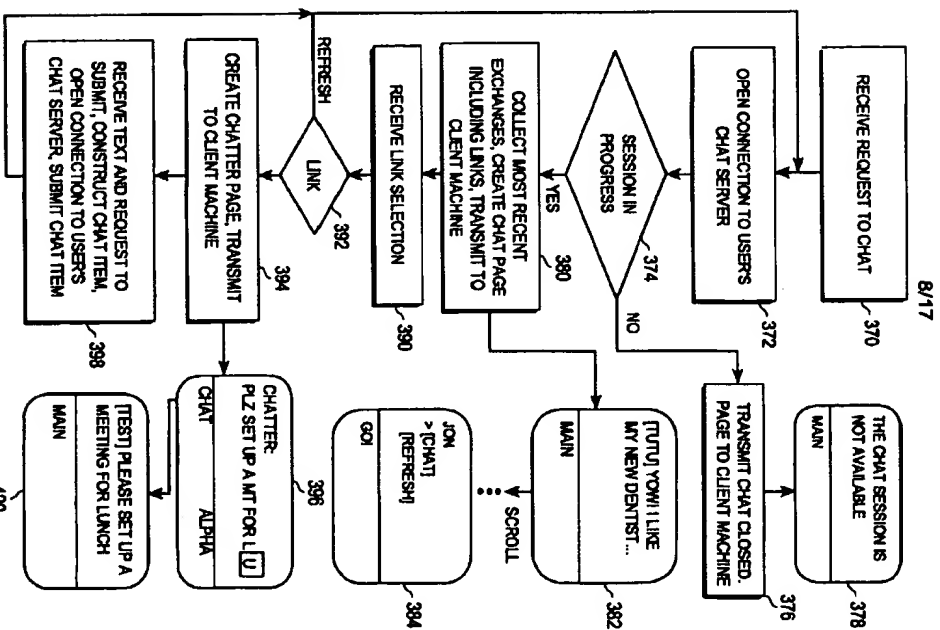 8/17
RECEIVE REQUEST TO CHAT
370
OPEN CONNECTION TO USER'S
CHAT SERVER
372
SESSION IN
PROGRESS
374
NO
YES
TRANSMIT CHAT CLOSED.
PAGE TO CLIENT MACHINE
376
THE CHAT SESSION IS
NOT AVAILABLE
MAIN
378
COLLECT MOST RECENT
EXCHANGES, CREATE CHAT PAGE
INCLUDING LINKS, TRANSMIT TO
CLIENT MACHINE
380
[TUTU] YOW! I LIKE
MY NEW DENTIST...
MAIN
382
SCROLL
JON
> [CHAT]
[REFRESH]
GO!
384
RECEIVE LINK SELECTION
390
LINK
392
REFRESH
CREATE CHATTER PAGE, TRANSMIT
TO CLIENT MACHINE
394
CHATTER:
PLZ SET UP A MT FOR L U
CHAT ALPHA
396
RECEIVE TEXT AND REQUEST TO
SUBMIT, CONSTRUCT CHAT ITEM,
OPEN CONNECTION TO USER'S
CHAT SERVER, SUBMIT CHAT ITEM
398
[TEST] PLEASE SET UP A
MEETING FOR LUNCH
MAIN